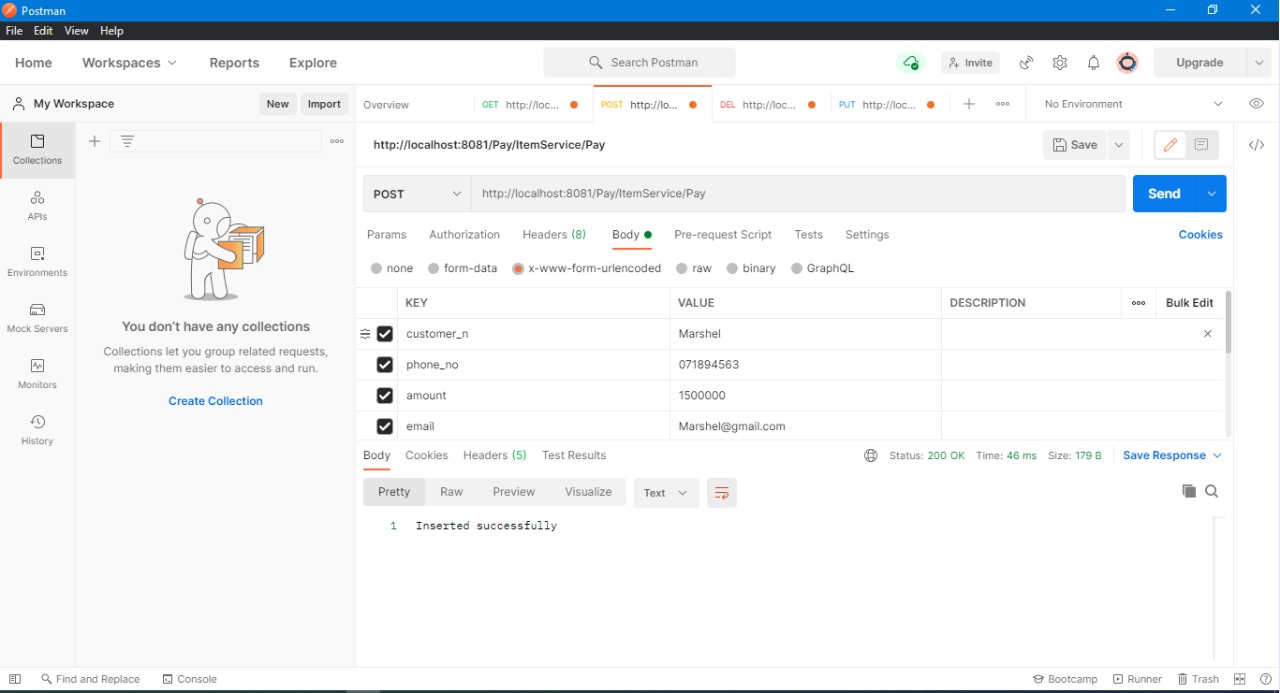 Postman
File Edit View Help
Home Workspaces Reports Explore Search Postman Invite Upgrade
My Workspace New Import Overview GET http://loc... POST http://lo... DEL http://loc... PUT http://loc... No Environment
Collections
APIs
Environments
Mock Servers
Monitors
History
You don't have any collections
Collections let you group related requests,
making them easier to access and run.
Create Collection
http://localhost:8081/Pay/ItemService/Pay Save
POST http://localhost:8081/Pay/ItemService/Pay Send
Params Authorization Headers (8) Body Pre-request Script Tests Settings Cookies
none form-data x-www-form-urlencoded raw binary GraphQL
KEY VALUE DESCRIPTION Bulk Edit
customer_n Marshel
phone_no 071894563
amount 1500000
email Marshel@gmail.com
Body Cookies Headers (5) Test Results Status: 200 OK Time: 46 ms Size: 179 B Save Response
Pretty Raw Preview Visualize Text
1 Inserted successfully
Find and Replace Console Bootcamp Runner Trash